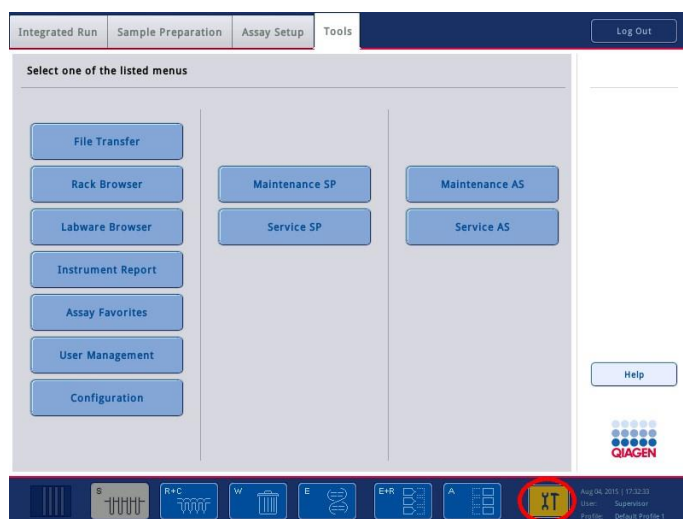 Integrated Run Sample Preparation Assay Setup Tools Log Out
Select one of the listed menus
File Transfer
Rack Browser Maintenance SP Maintenance AS
Labware Browser Service SP Service AS
Instrument Report
Assay Favorites
User Management
Configuration
Help
QIAGEN
S R+C W E E+R A
Aug 04, 2015 | 17:32:33
User: Supervisor
Profile: Default Profile 1